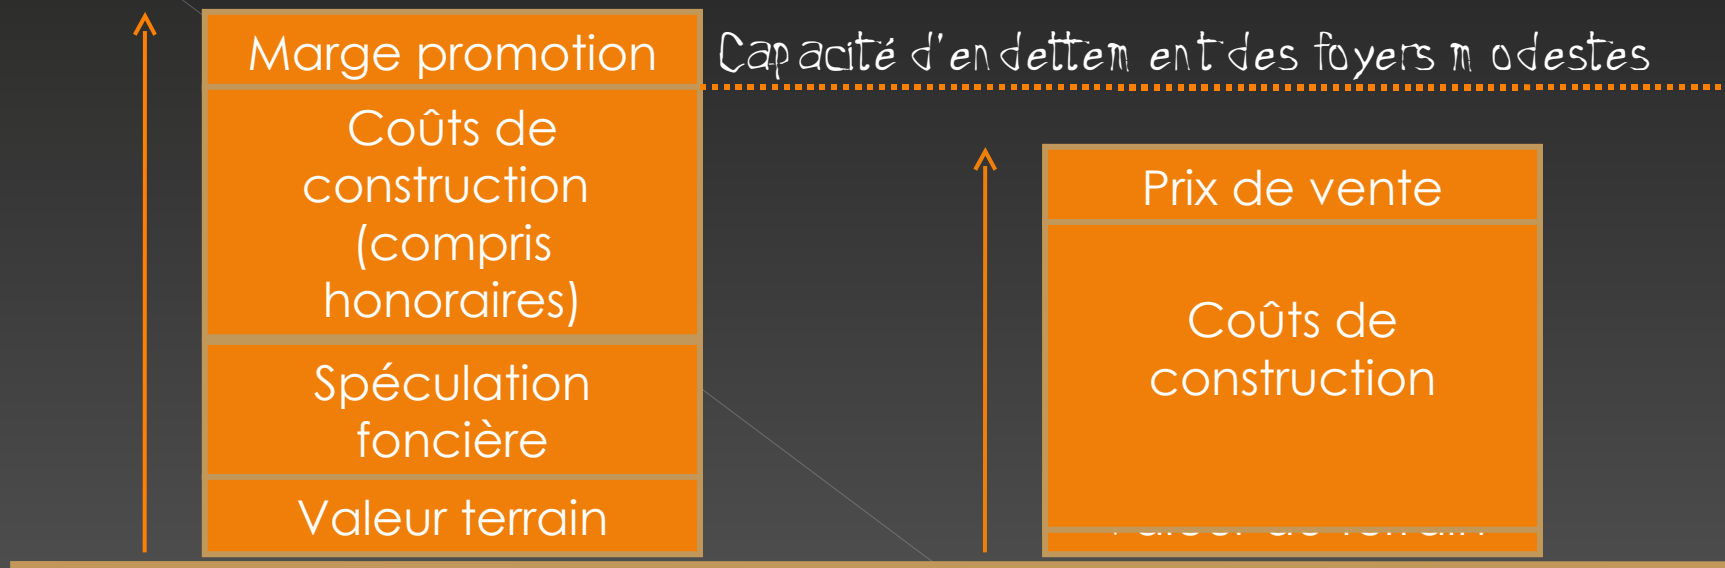 Marge promotion
Capacité d'endettement des foyers modestes
Coûts de
construction
(compris
honoraires)
Spéculation
foncière
Valeur terrain
Prix de vente
Coûts de
construction